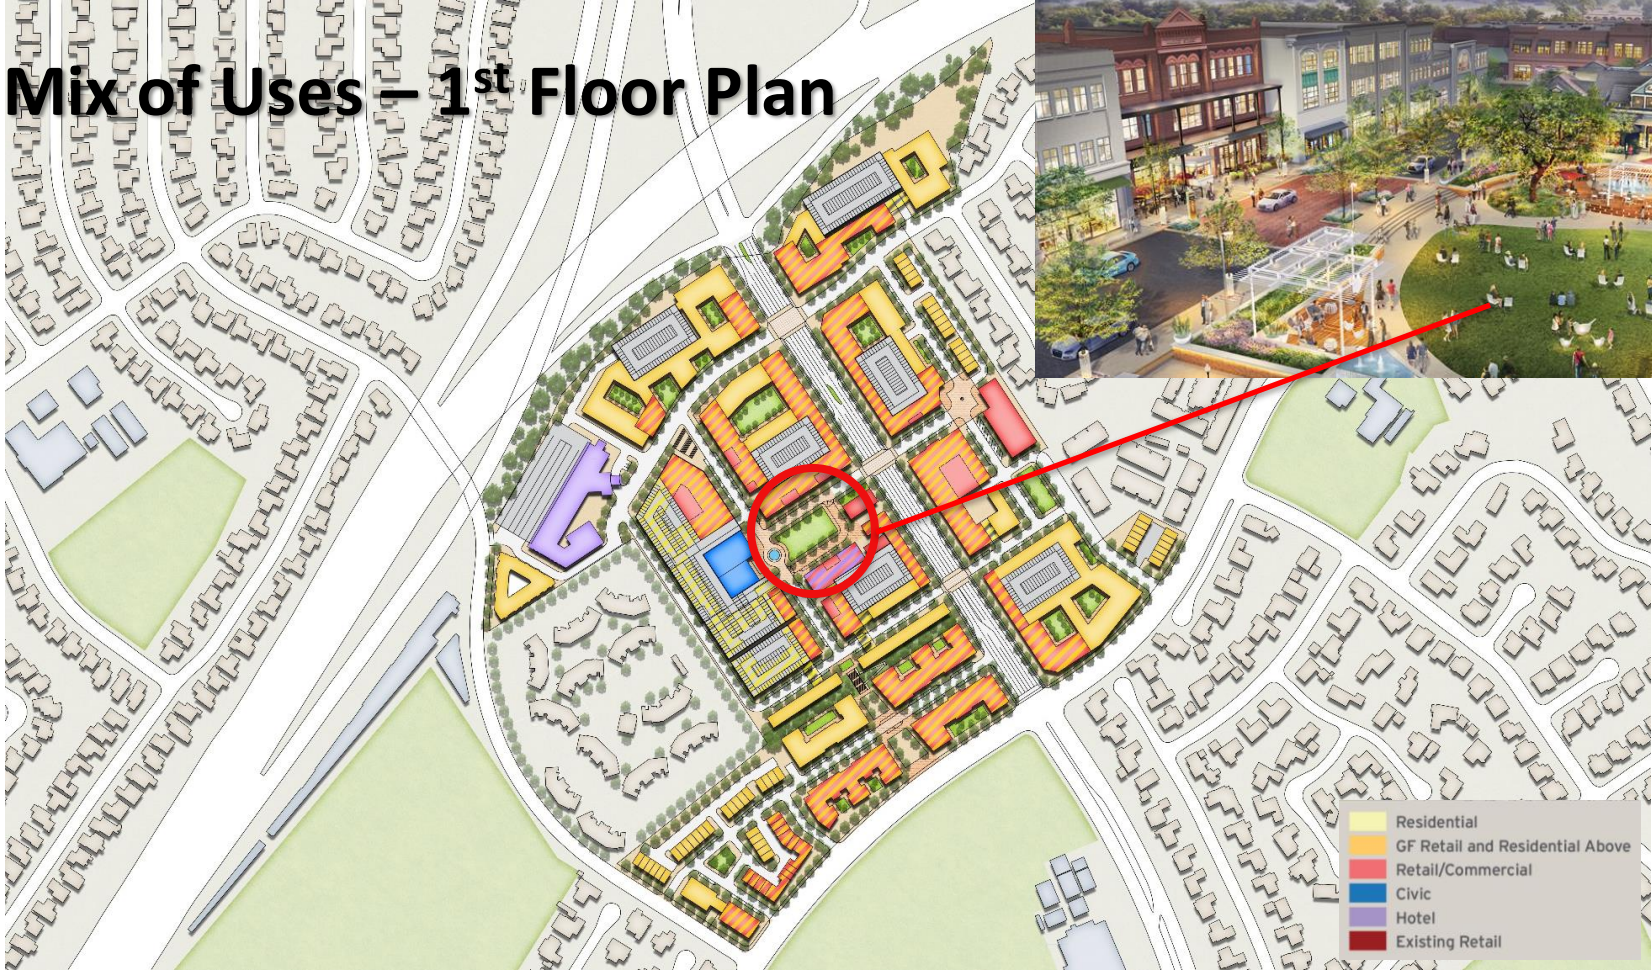 Mix of Uses – 1st Floor Plan
Residential
GF Retail and Residential Above
Retail/Commercial
Civic
Hotel
Existing Retail